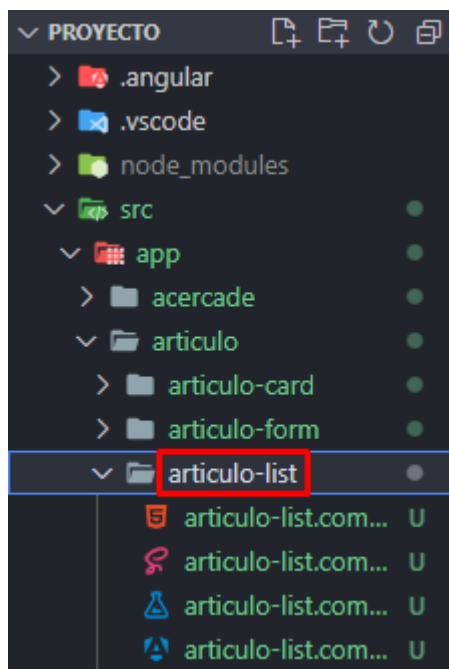 PROYECTO
.angular
.vscode
node_modules
src
app
acercade
articulo
articulo-card
articulo-form
articulo-list
articulo-list.com... U
articulo-list.com... U
articulo-list.com... U
articulo-list.com... U